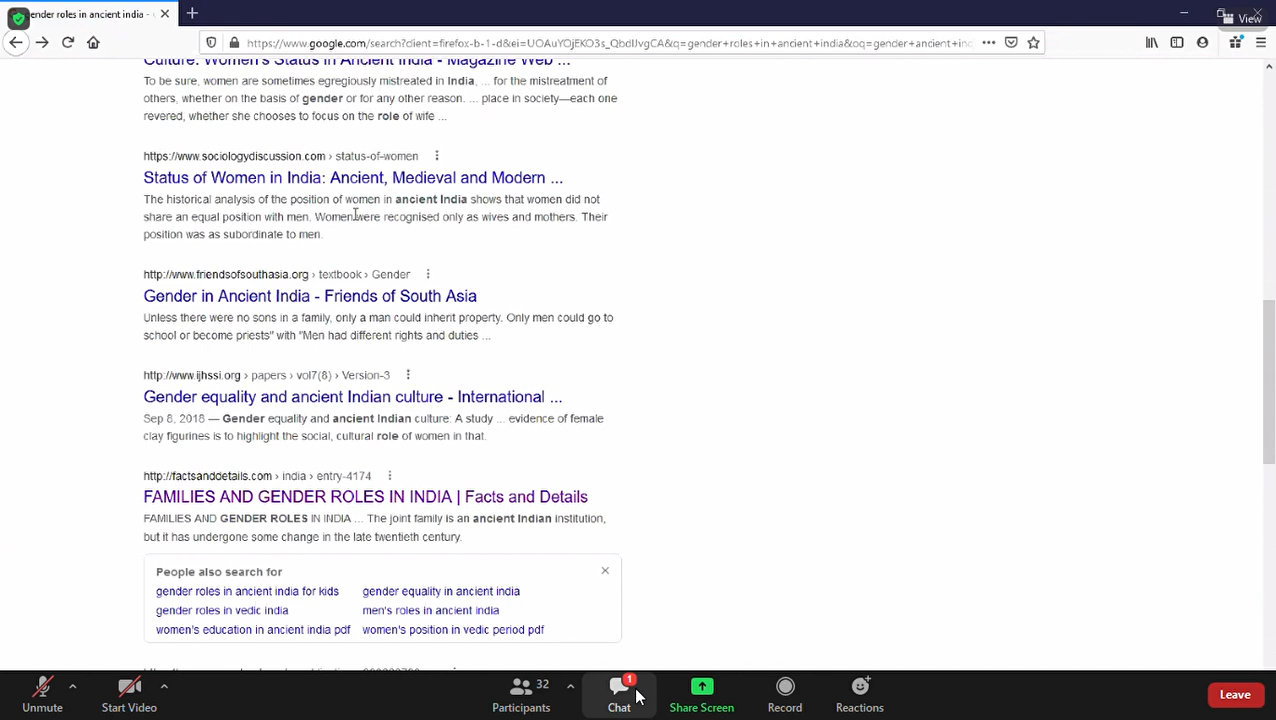 gender roles in ancient india -
View
https://www.google.com/search?client=firefox-b-1-d&ei=UOAuYOjEKO3s_QbdlJvgCA&q=gender+roles+in+ancient+india&oq=gender+ancient+ind
Culture: Women's Status in Ancient India - Magazine Web ...
To be sure, women are sometimes egregiously mistreated in India, ... for the mistreatment of
others, whether on the basis of gender or for any other reason. ... place in society—each one
revered, whether she chooses to focus on the role of wife ...
https://www.sociologydiscussion.com › status-of-women
Status of Women in India: Ancient, Medieval and Modern ...
The historical analysis of the position of women in ancient India shows that women did not
share an equal position with men. Women were recognised only as wives and mothers. Their
position was as subordinate to men.
http://www.friendsofsouthasia.org › textbook › Gender
Gender in Ancient India - Friends of South Asia
Unless there were no sons in a family, only a man could inherit property. Only men could go to
school or become priests" with "Men had different rights and duties ...
http://www.ijhssi.org › papers › vol7(8) › Version-3
Gender equality and ancient Indian culture - International ...
Sep 8, 2018 — Gender equality and ancient Indian culture: A study ... evidence of female
clay figurines is to highlight the social, cultural role of women in that.
http://factsanddetails.com › india › entry-4174
FAMILIES AND GENDER ROLES IN INDIA | Facts and Details
FAMILIES AND GENDER ROLES IN INDIA ... The joint family is an ancient Indian institution,
but it has undergone some change in the late twentieth century.
People also search for
gender roles in ancient india for kids gender equality in ancient india
gender roles in vedic india men's roles in ancient india
women's education in ancient india pdf women's position in vedic period pdf
32 1
Unmute Start Video Participants Chat Share Screen Record Reactions Leave